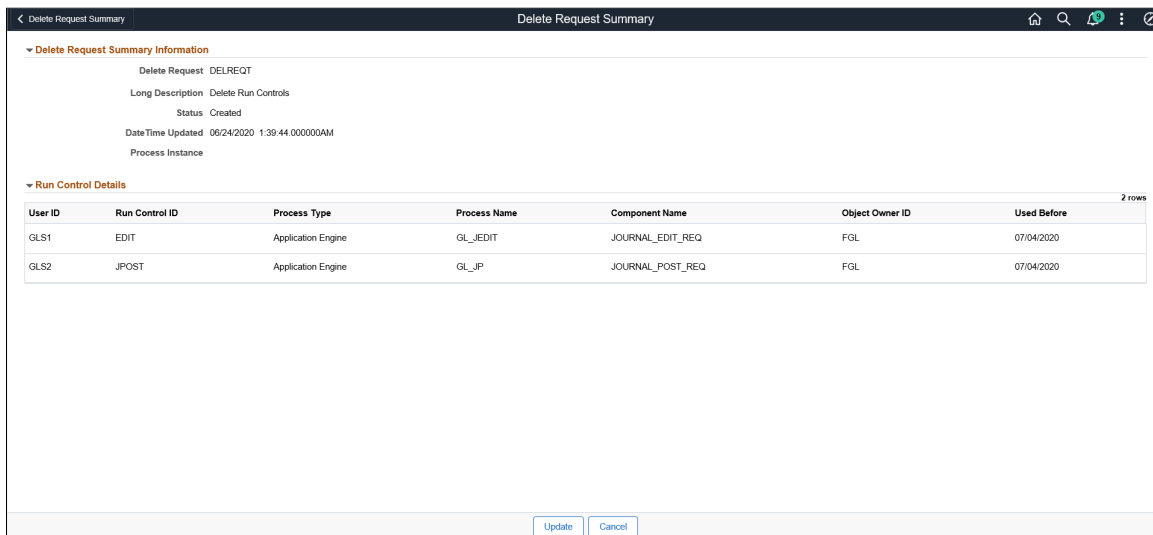 Delete Request Summary
Delete Request Summary
9
Delete Request Summary Information
Delete Request DELREQT
Long Description Delete Run Controls
Status Created
DateTime Updated 06/24/2020 1:39:44.000000AM
Process Instance
Run Control Details
2 rows
User ID Run Control ID Process Type Process Name Component Name Object Owner ID Used Before
GLS1 EDIT Application Engine GL_JEDIT JOURNAL_EDIT_REQ FGL 07/04/2020
GLS2 JPOST Application Engine GL_JP JOURNAL_POST_REQ FGL 07/04/2020
Update Cancel